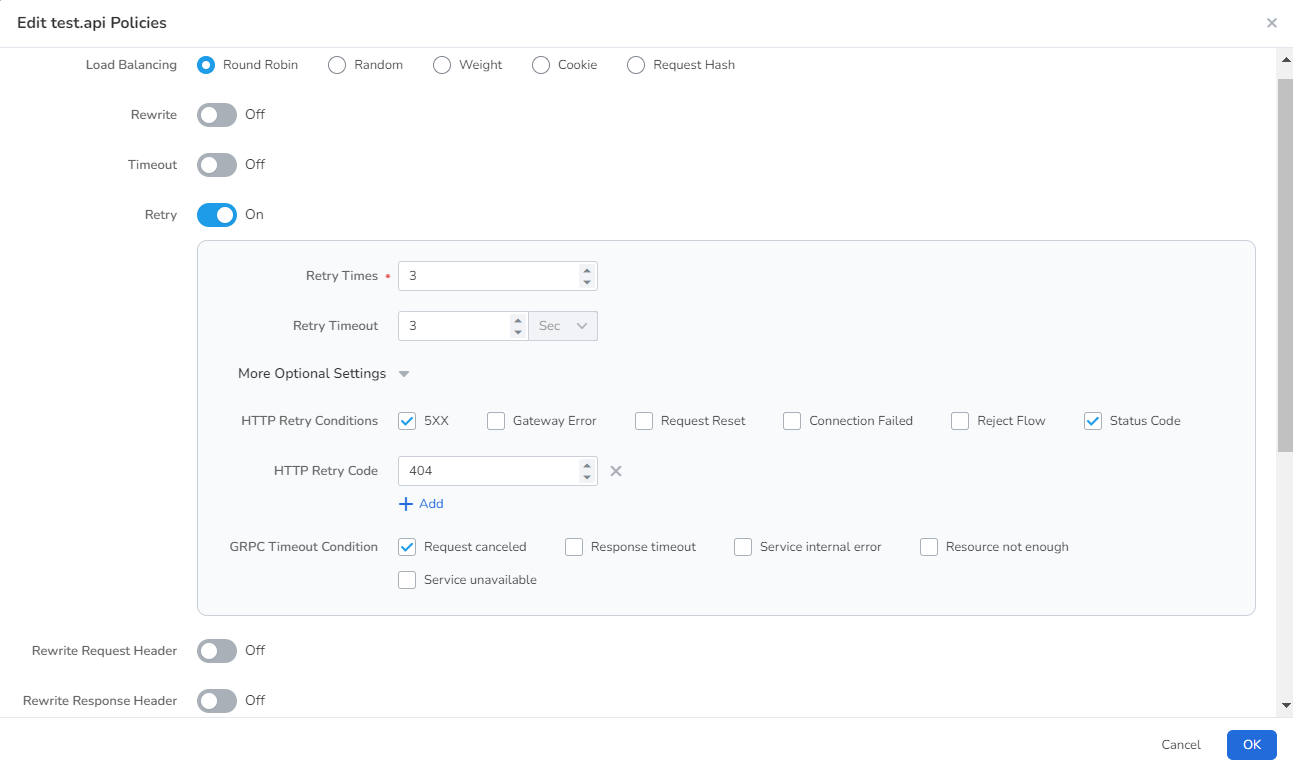 Edit test.api Policies
Load Balancing Round Robin Random Weight Cookie Request Hash
Rewrite Off
Timeout Off
Retry On
Retry Times * 3
Retry Timeout 3 Sec
More Optional Settings
HTTP Retry Conditions 5XX Gateway Error Request Reset Connection Failed Reject Flow Status Code
HTTP Retry Code 404
+ Add
GRPC Timeout Condition Request canceled Response timeout Service internal error Resource not enough
Service unavailable
Rewrite Request Header Off
Rewrite Response Header Off
Cancel OK